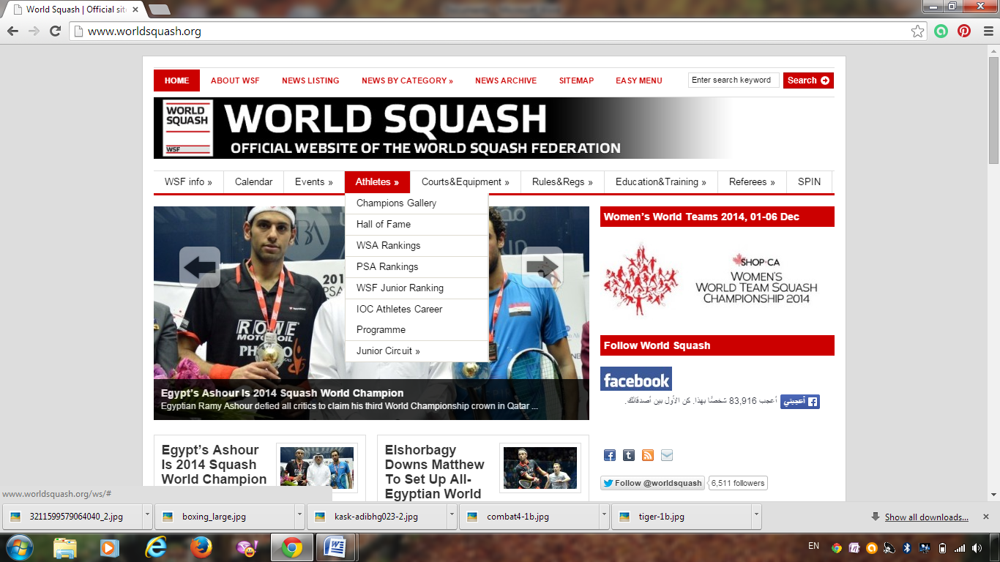 World Squash | Official sit
www.worldsquash.org
HOME ABOUT WSF NEWS LISTING NEWS BY CATEGORY » NEWS ARCHIVE SITEMAP EASY MENU Enter search keyword Search
WORLD
SQUASH
WSF
WORLD SQUASH
OFFICIAL WEBSITE OF THE WORLD SQUASH FEDERATION
WSF info » Calendar Events » Athletes » Courts&Equipment » Rules&Regs » Education&Training » Referees » SPIN
Champions Gallery
Hall of Fame
WSA Rankings
PSA Rankings
WSF Junior Ranking
IOC Athletes Career
Programme
Junior Circuit »
201
PSA
ROWE
MOTOR OIL
Egypt's Ashour Is 2014 Squash World Champion
Egyptian Ramy Ashour defied all critics to claim his third World Championship crown in Qatar ...
Women's World Teams 2014, 01-06 Dec
SHOP.CA
WOMEN'S
WORLD TEAM SQUASH
CHAMPIONSHIP 2014
Follow World Squash
facebook
أعجبني أعجب 83,916 شخصًا بهذا. كن الأول بين أصدقائك.
Follow @worldsquash 6,511 followers
Egypt's Ashour
Is 2014 Squash
World Champion
Elshorbagy
Downs Matthew
To Set Up All-
Egyptian World
www.worldsquash.org/ws/#
3211599579064040_2.jpg boxing_large.jpg kask-adibhg023-2.jpg combat4-1b.jpg tiger-1b.jpg Show all downloads...
EN